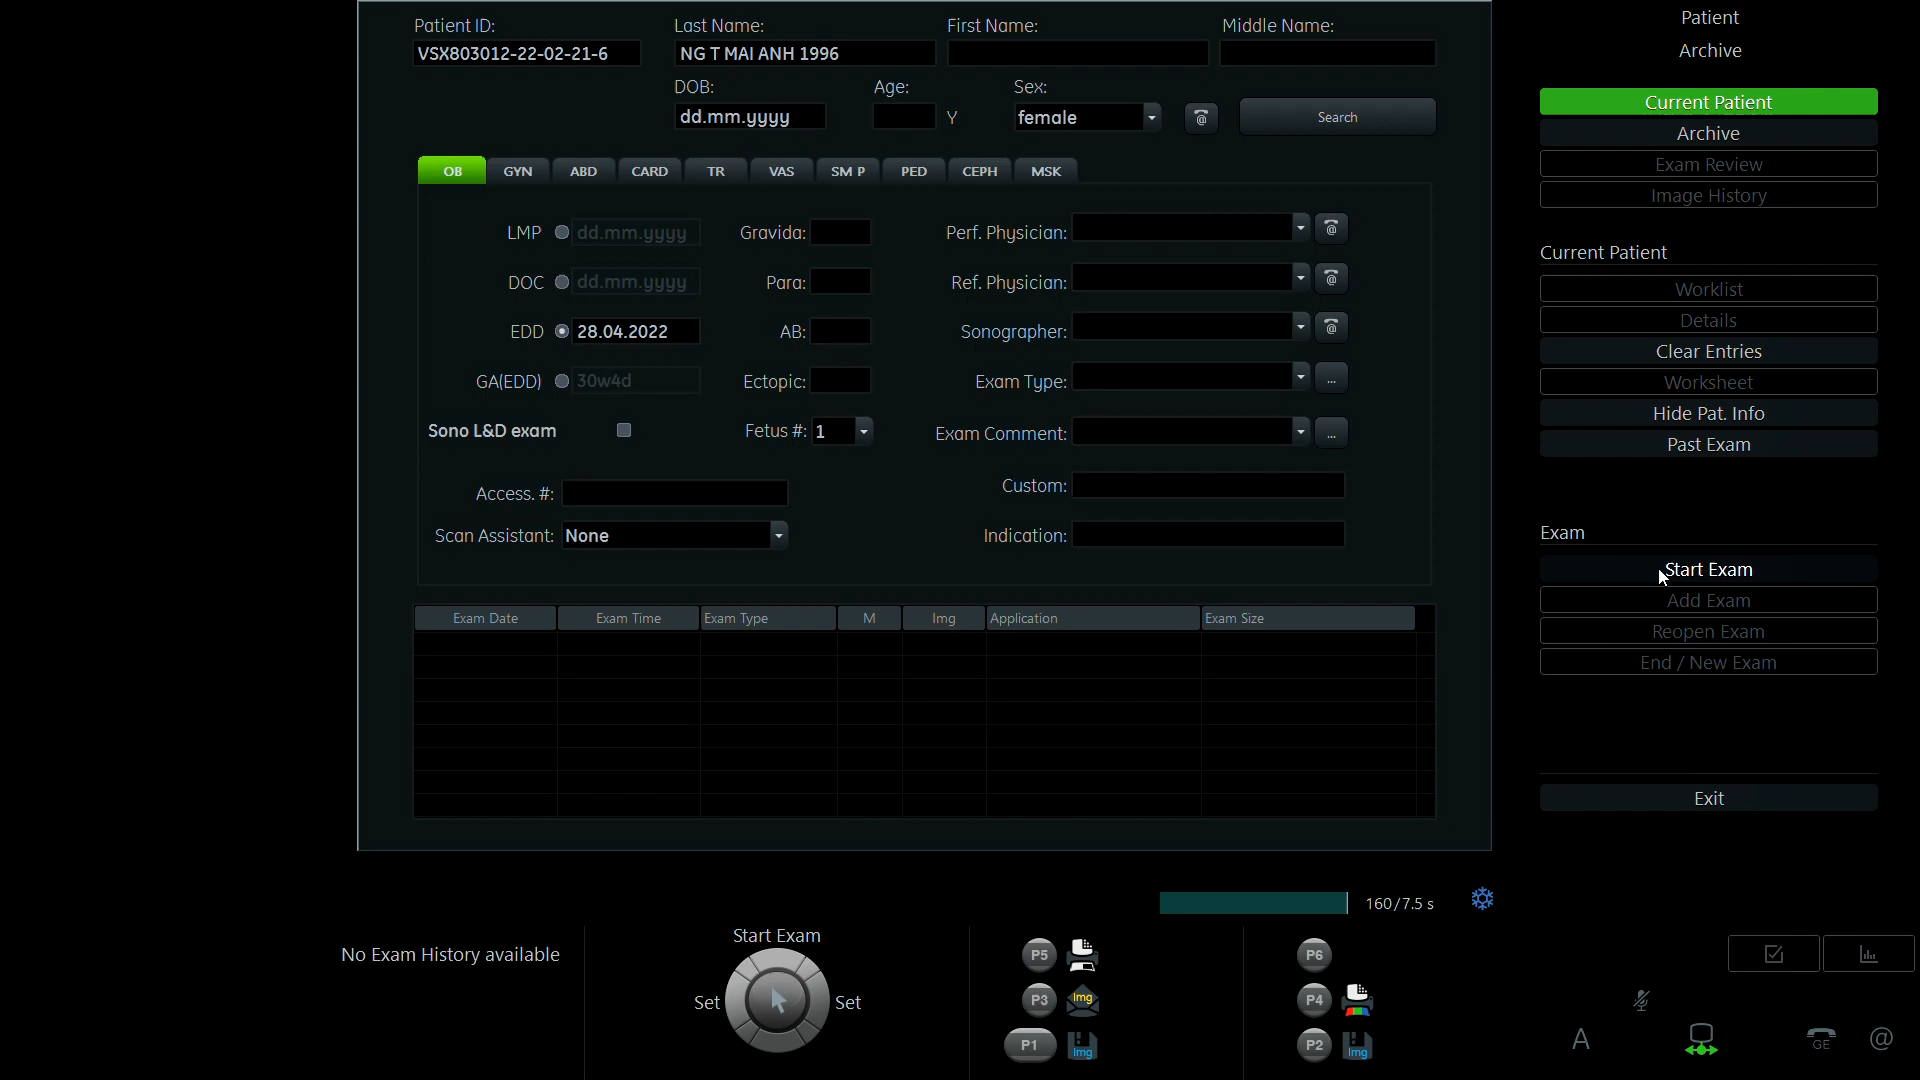 Patient ID: Last Name: First Name: Middle Name:
VSX803012-22-02-21-6 NG T MAI ANH 1996
DOB: Age: Sex:
dd.mm.yyyy Y female Search
OB GYN ABD CARD TR VAS SM P PED CEPH MSK
LMP dd.mm.yyyy Gravida: Perf. Physician:
DOC dd.mm.yyyy Para: Ref. Physician:
EDD 28.04.2022 AB: Sonographer:
GA(EDD) 30w4d Ectopic: Exam Type: ...
Sono L&D exam Fetus #: 1 Exam Comment: ...
Access. #: Custom:
Scan Assistant: None Indication:
Exam Date Exam Time Exam Type M Img Application Exam Size
Patient
Archive
Current Patient
Archive
Exam Review
Image History
Current Patient
Worklist
Details
Clear Entries
Worksheet
Hide Pat. Info
Past Exam
Exam
Start Exam
Add Exam
Reopen Exam
End / New Exam
Exit
160/7.5 s
No Exam History available
Start Exam
Set Set
P5 P6
P3 Img P4
P1 Img P2 Img
A GE @